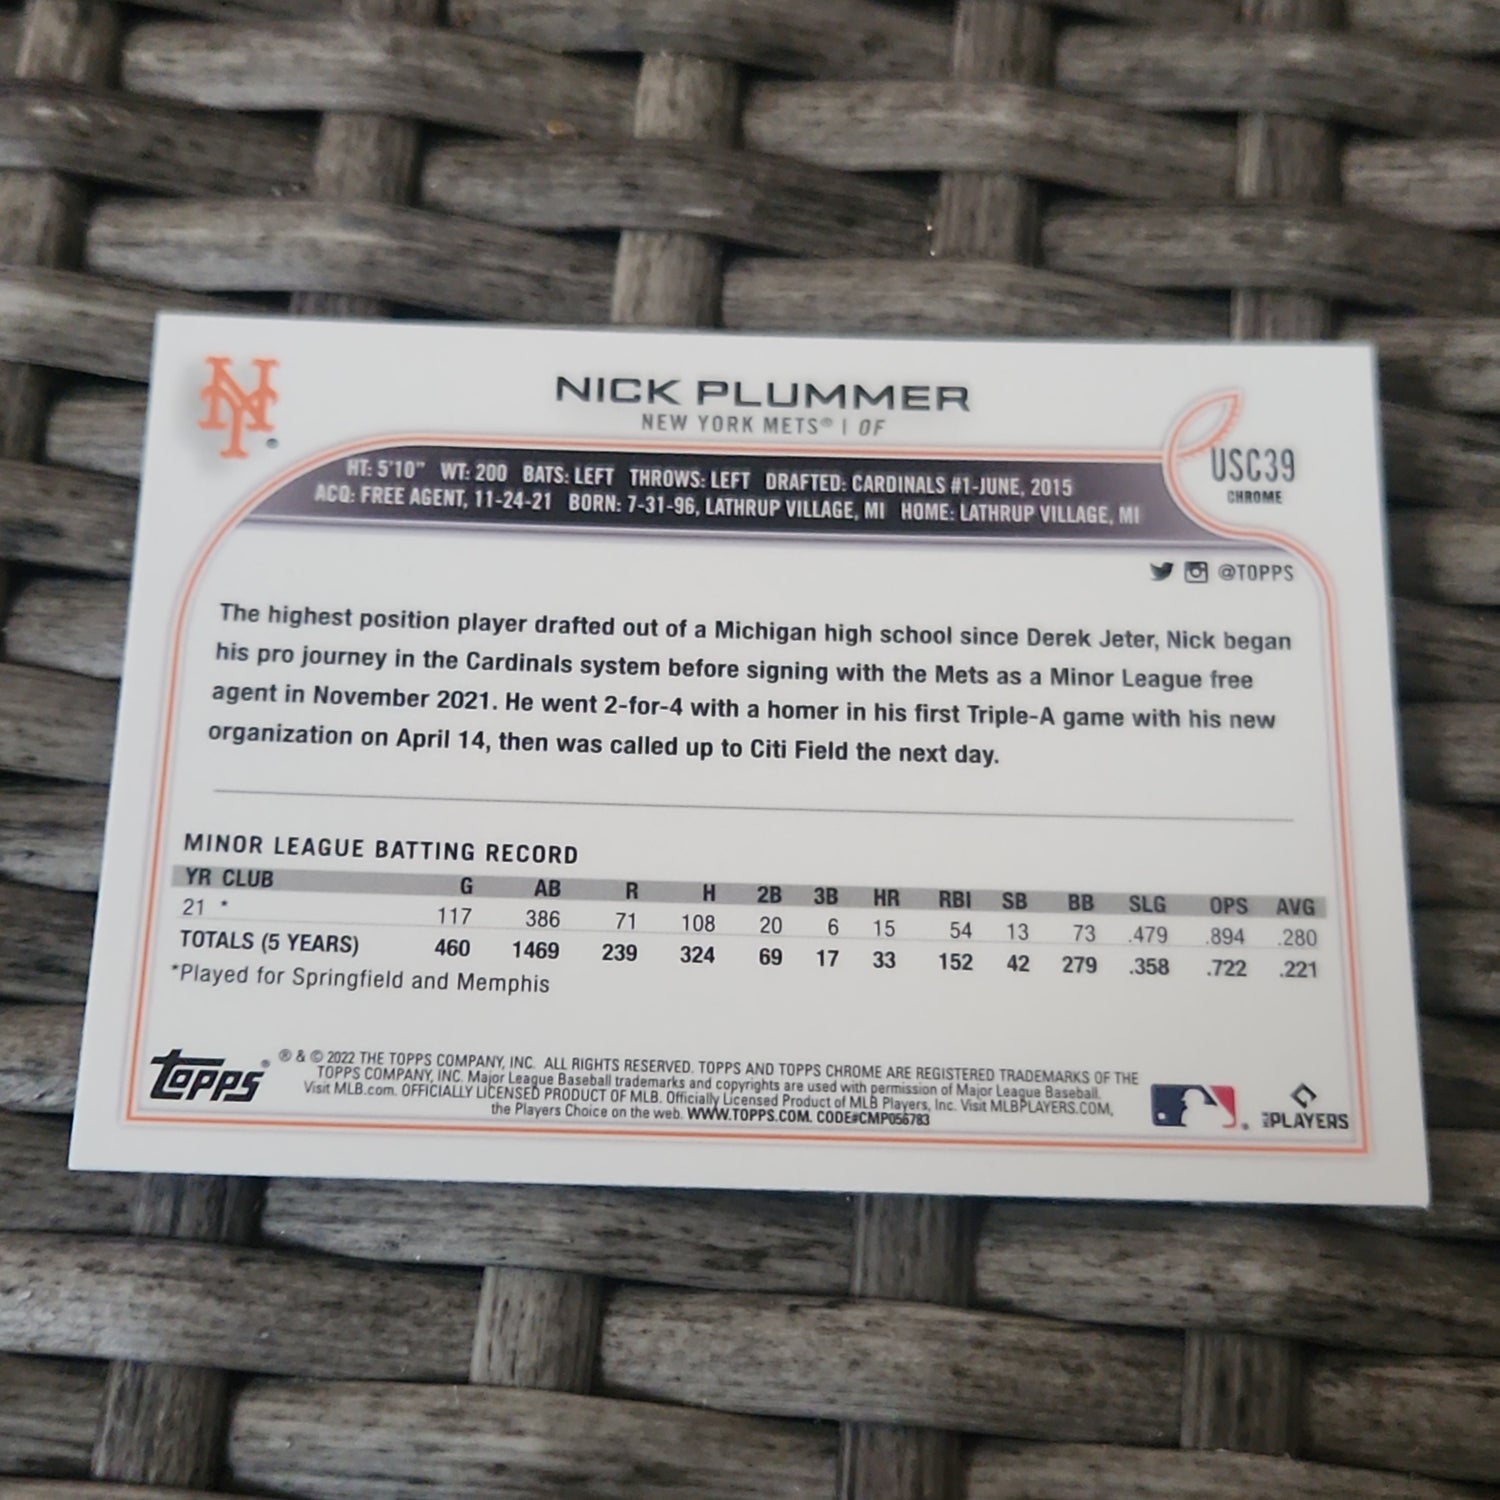 NY
NICK PLUMMER
NEW YORK METS® | OF
USC39
CHROME
HT: 5'10" WT: 200 BATS: LEFT THROWS: LEFT DRAFTED: CARDINALS #1-JUNE, 2015
ACQ: FREE AGENT, 11-24-21 BORN: 7-31-96, LATHRUP VILLAGE, MI HOME: LATHRUP VILLAGE, MI
@TOPPS
The highest position player drafted out of a Michigan high school since Derek Jeter, Nick began
his pro journey in the Cardinals system before signing with the Mets as a Minor League free
agent in November 2021. He went 2-for-4 with a homer in his first Triple-A game with his new
organization on April 14, then was called up to Citi Field the next day.
MINOR LEAGUE BATTING RECORD
YR CLUB G AB R H 2B 3B HR RBI SB BB SLG OPS AVG
21 * 117 386 71 108 20 6 15 54 13 73 .479 .894 .280
TOTALS (5 YEARS) 460 1469 239 324 69 17 33 152 42 279 .358 .722 .221
*Played for Springfield and Memphis
Topps®
® & © 2022 THE TOPPS COMPANY, INC. ALL RIGHTS RESERVED. TOPPS AND TOPPS CHROME ARE REGISTERED TRADEMARKS OF THE
TOPPS COMPANY, INC. Major League Baseball trademarks and copyrights are used with permission of Major League Baseball.
Visit MLB.com. OFFICIALLY LICENSED PRODUCT OF MLB. Officially Licensed Product of MLB Players, Inc. Visit MLBPLAYERS.COM,
the Players Choice on the web. WWW.TOPPS.COM. CODE#CMP056783
MLB PLAYERS